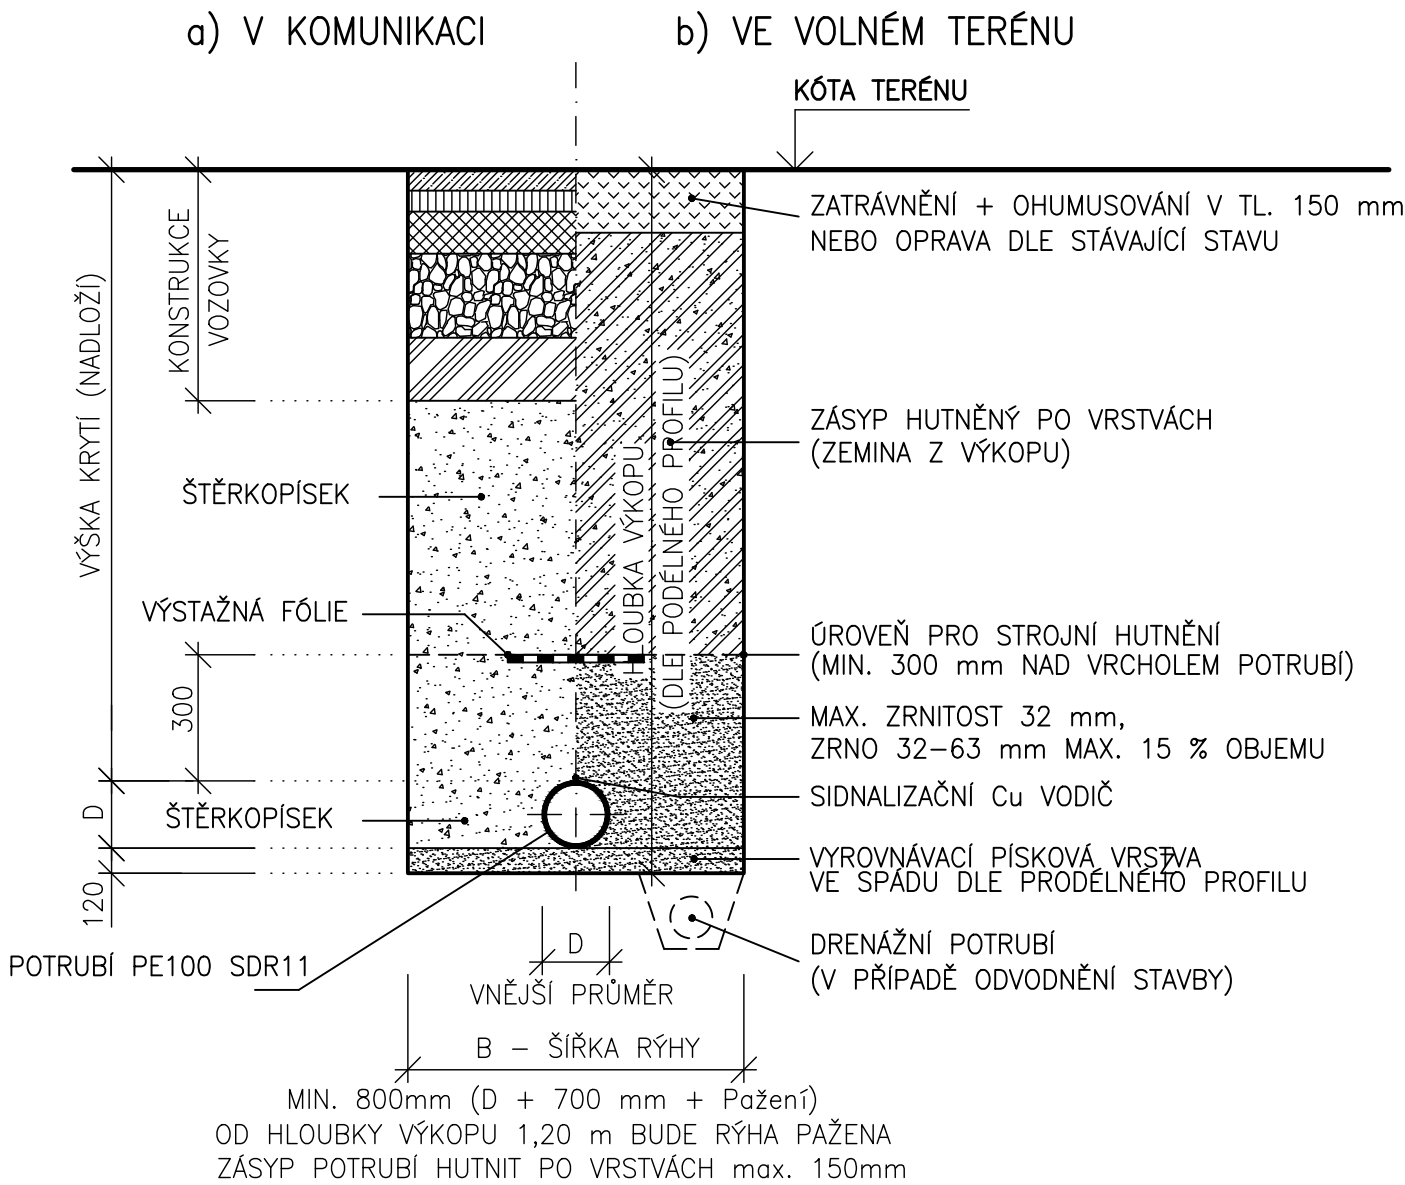 a) V KOMUNIKACI
b) VE VOLNÉM TERÉNU
KÓTA TERÉNU
KONSTRUKCE
VOZOVKY
VÝŠKA KRYTÍ (NADLOŽÍ)
ZATRÁVNĚNÍ + OHUMUSOVÁNÍ V TL. 150 mm
NEBO OPRAVA DLE STÁVAJÍCÍ STAVU
HLOUBKA VÝKOPU
(DLE PODÉLNÉHO PROFILU)
ZÁSYP HUTNĚNÝ PO VRSTVÁCH
(ZEMINA Z VÝKOPU)
ŠTĚRKOPÍSEK
VÝSTAŽNÁ FÓLIE
ÚROVEŇ PRO STROJNÍ HUTNĚNÍ
(MIN. 300 mm NAD VRCHOLEM POTRUBÍ)
300
MAX. ZRNITOST 32 mm,
ZRNO 32-63 mm MAX. 15 % OBJEMU
SIDNALIZAČNÍ Cu VODIČ
D
ŠTĚRKOPÍSEK
VYROVNÁVACÍ PÍSKOVÁ VRSTVA
VE SPÁDU DLE PRODÉLNÉHO PROFILU
120
DRENÁŽNÍ POTRUBÍ
(V PŘÍPADĚ ODVODNĚNÍ STAVBY)
POTRUBÍ PE100 SDR11
D
VNĚJŠÍ PRŮMĚR
B - ŠÍŘKA RÝHY
MIN. 800mm (D + 700 mm + Pažení)
OD HLOUBKY VÝKOPU 1,20 m BUDE RÝHA PAŽENA
ZÁSYP POTRUBÍ HUTNIT PO VRSTVÁCH max. 150mm